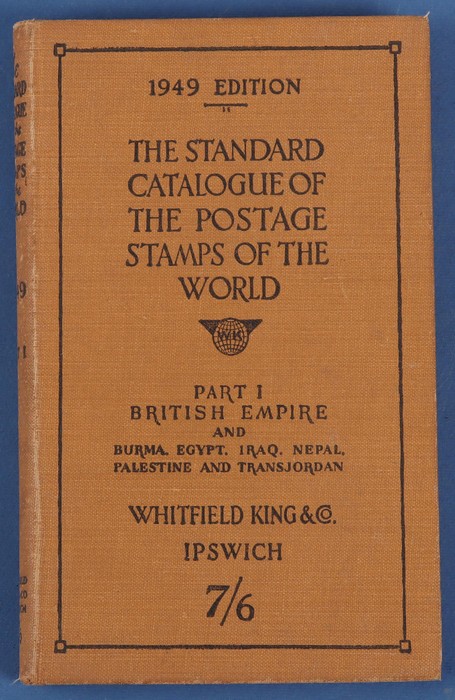 1949 EDITION
THE STANDARD
CATALOGUE OF
THE POSTAGE
STAMPS OF THE
WORLD
WK
PART I
BRITISH EMPIRE
AND
BURMA, EGYPT, IRAQ, NEPAL,
PALESTINE AND TRANSJORDAN
WHITFIELD KING & CO.
IPSWICH
7/6